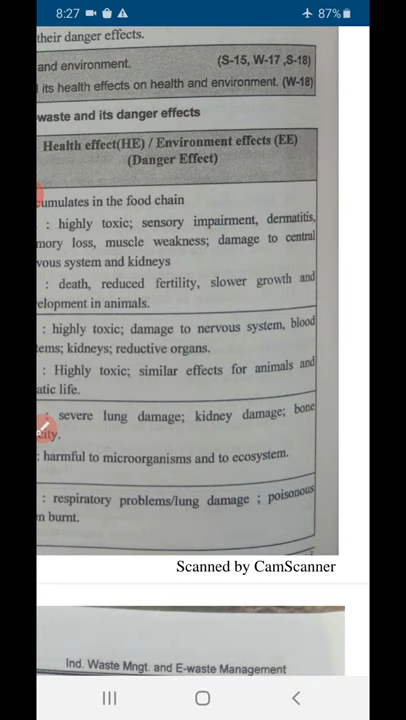 8:27
87%
their danger effects.
and environment. (S-15, W-17 ,S-18)
its health effects on health and environment. (W-18)
-waste and its danger effects
Health effect(HE) / Environment effects (EE)
(Danger Effect)
cumulates in the food chain
: highly toxic; sensory impairment, dermatitis,
mory loss, muscle weakness; damage to central
vous system and kidneys
: death, reduced fertility, slower growth and
elopment in animals.
: highly toxic; damage to nervous system, blood
tems; kidneys; reductive organs.
: Highly toxic; similar effects for animals and
atic life.
: severe lung damage; kidney damage; bone
city.
: harmful to microorganisms and to ecosystem.
: respiratory problems/lung damage ; poisonous
n burnt.
Scanned by CamScanner
Ind. Waste Mngt. and E-waste Management